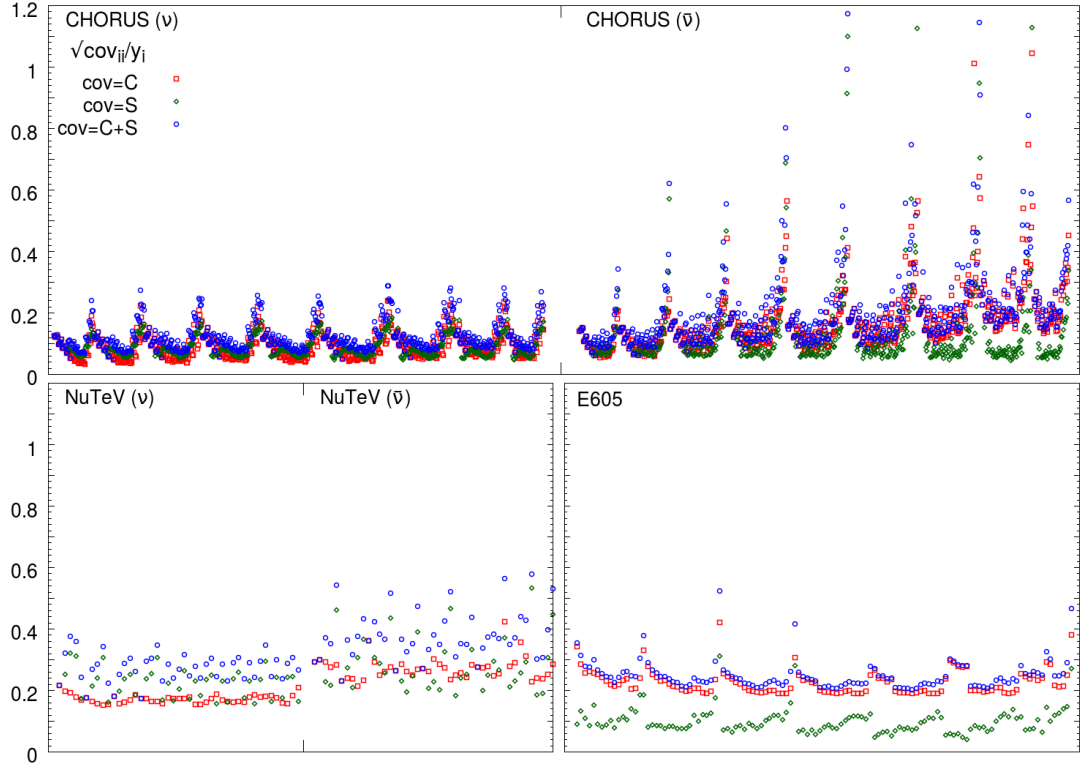 1.2
CHORUS (ν)
CHORUS (ν̄)
√cov_ii/y_i
1
cov=C
cov=S
0.8
cov=C+S
0.6
0.4
0.2
0
NuTeV (ν)
NuTeV (ν̄)
E605
1
0.8
0.6
0.4
0.2
0